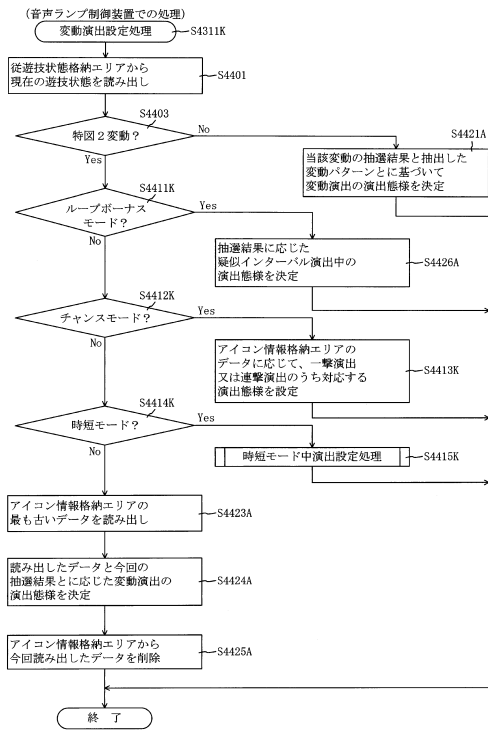 (音声ランプ制御装置での処理)
変動演出設定処理
S4311K
従遊技状態格納エリアから
現在の遊技状態を読み出し
S4401
S4403
特図2変動?
No
Yes
S4421A
当該変動の抽選結果と抽出した
変動パターンとに基づいて
変動演出の演出態様を決定
S4411K
ループボーナス
モード?
Yes
No
抽選結果に応じた
疑似インターバル演出中の
演出態様を決定
S4426A
S4412K
チャンスモード?
Yes
No
アイコン情報格納エリアの
データに応じて、一撃演出
又は連撃演出のうち対応する
演出態様を設定
S4413K
S4414K
時短モード?
Yes
No
時短モード中演出設定処理
S4415K
アイコン情報格納エリアの
最も古いデータを読み出し
S4423A
読み出したデータと今回の
抽選結果とに応じた変動演出の
演出態様を決定
S4424A
アイコン情報格納エリアから
今回読み出したデータを削除
S4425A
終 了